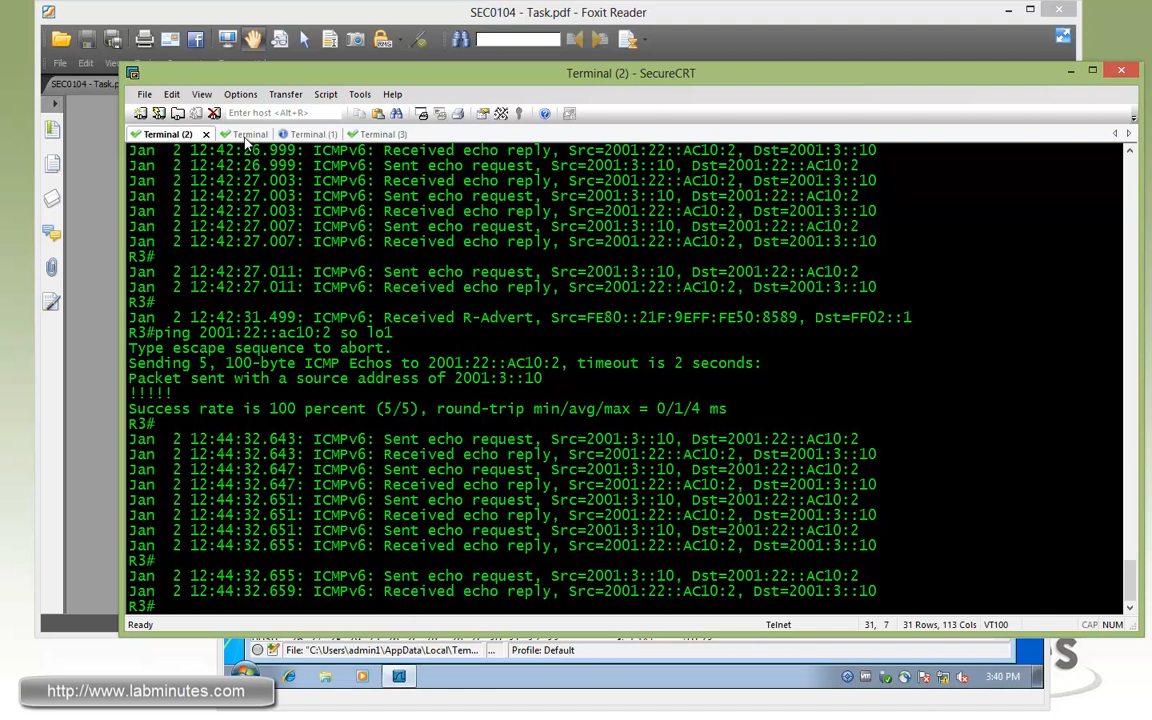 SEC0104 - Task.pdf - Foxit Reader
File Edit View
SEC0104 - Task.p
Terminal (2) - SecureCRT
File Edit View Options Transfer Script Tools Help
Enter host <Alt+R>
Terminal (2) Terminal Terminal (1) Terminal (3)
Jan 2 12:42:26.999: ICMPv6: Received echo reply, Src=2001:22::AC10:2, Dst=2001:3::10
Jan 2 12:42:26.999: ICMPv6: Sent echo request, Src=2001:3::10, Dst=2001:22::AC10:2
Jan 2 12:42:27.003: ICMPv6: Received echo reply, Src=2001:22::AC10:2, Dst=2001:3::10
Jan 2 12:42:27.003: ICMPv6: Sent echo request, Src=2001:3::10, Dst=2001:22::AC10:2
Jan 2 12:42:27.003: ICMPv6: Received echo reply, Src=2001:22::AC10:2, Dst=2001:3::10
Jan 2 12:42:27.007: ICMPv6: Sent echo request, Src=2001:3::10, Dst=2001:22::AC10:2
Jan 2 12:42:27.007: ICMPv6: Received echo reply, Src=2001:22::AC10:2, Dst=2001:3::10
R3#
Jan 2 12:42:27.011: ICMPv6: Sent echo request, Src=2001:3::10, Dst=2001:22::AC10:2
Jan 2 12:42:27.011: ICMPv6: Received echo reply, Src=2001:22::AC10:2, Dst=2001:3::10
R3#
Jan 2 12:42:31.499: ICMPv6: Received R-Advert, Src=FE80::21F:9EFF:FE50:8589, Dst=FF02::1
R3#ping 2001:22::ac10:2 so lo1
Type escape sequence to abort.
Sending 5, 100-byte ICMP Echos to 2001:22::AC10:2, timeout is 2 seconds:
Packet sent with a source address of 2001:3::10
!!!!!
Success rate is 100 percent (5/5), round-trip min/avg/max = 0/1/4 ms
R3#
Jan 2 12:44:32.643: ICMPv6: Sent echo request, Src=2001:3::10, Dst=2001:22::AC10:2
Jan 2 12:44:32.643: ICMPv6: Received echo reply, Src=2001:22::AC10:2, Dst=2001:3::10
Jan 2 12:44:32.647: ICMPv6: Sent echo request, Src=2001:3::10, Dst=2001:22::AC10:2
Jan 2 12:44:32.647: ICMPv6: Received echo reply, Src=2001:22::AC10:2, Dst=2001:3::10
Jan 2 12:44:32.651: ICMPv6: Sent echo request, Src=2001:3::10, Dst=2001:22::AC10:2
Jan 2 12:44:32.651: ICMPv6: Received echo reply, Src=2001:22::AC10:2, Dst=2001:3::10
Jan 2 12:44:32.651: ICMPv6: Sent echo request, Src=2001:3::10, Dst=2001:22::AC10:2
Jan 2 12:44:32.655: ICMPv6: Received echo reply, Src=2001:22::AC10:2, Dst=2001:3::10
R3#
Jan 2 12:44:32.655: ICMPv6: Sent echo request, Src=2001:3::10, Dst=2001:22::AC10:2
Jan 2 12:44:32.659: ICMPv6: Received echo reply, Src=2001:22::AC10:2, Dst=2001:3::10
R3#
Ready Telnet 31, 7 31 Rows, 113 Cols VT100 CAP NUM
File: "C:\Users\admin1\AppData\Local\Tem... ... Profile: Default
3:40 PM
http://www.labminutes.com